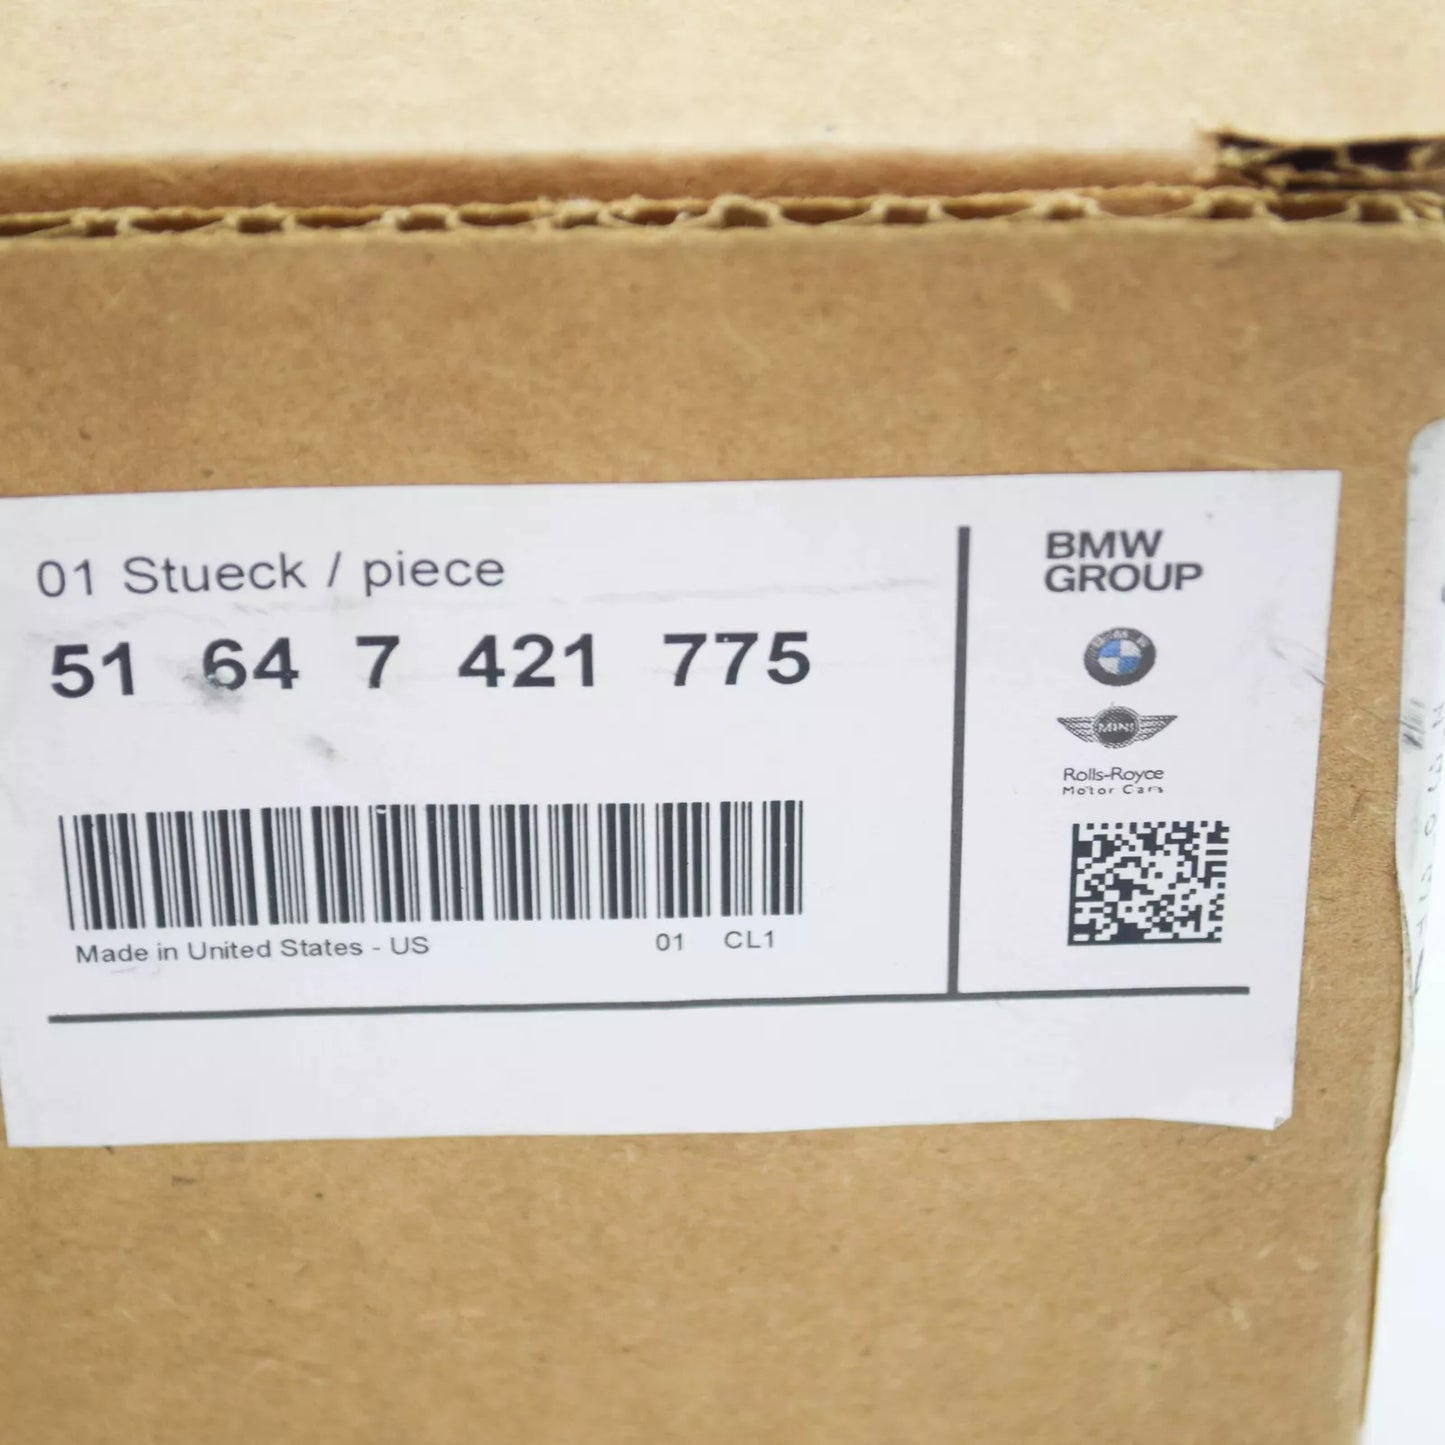 01 Stueck / piece
51 64 7 421 775
Made in United States - US 01 CL1
BMW
GROUP
MINI
Rolls-Royce
Motor Cars